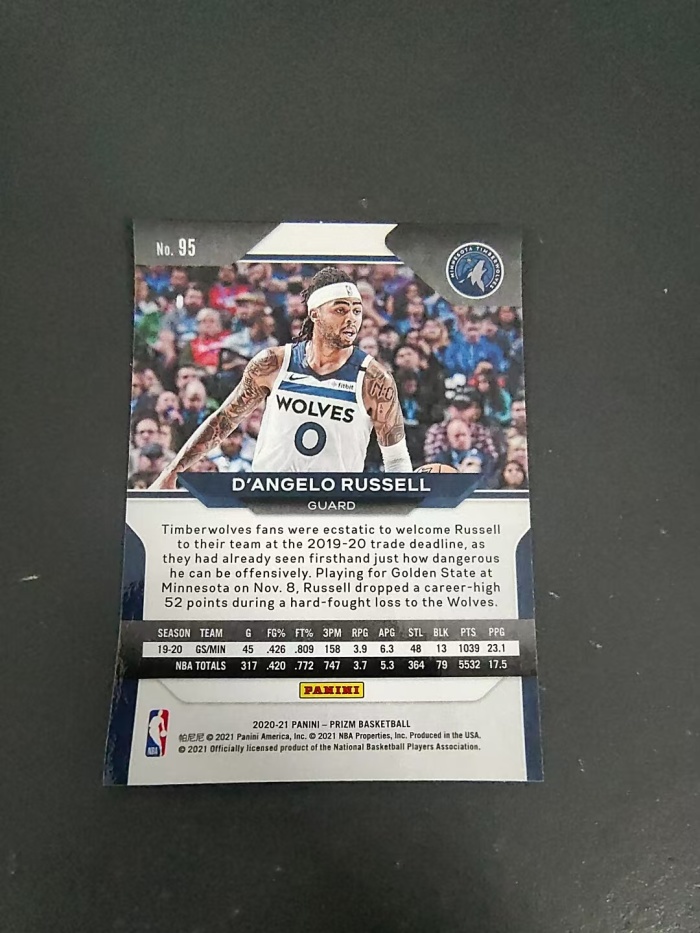 No. 95
MINNESOTA TIMBERWOLVES
fitbit
WOLVES
0
D'ANGELO RUSSELL
GUARD
Timberwolves fans were ecstatic to welcome Russell
to their team at the 2019-20 trade deadline, as
they had already seen firsthand just how dangerous
he can be offensively. Playing for Golden State at
Minnesota on Nov. 8, Russell dropped a career-high
52 points during a hard-fought loss to the Wolves.
SEASON TEAM G FG% FT% 3PM RPG APG STL BLK PTS PPG
19-20 GS/MIN 45 .426 .809 158 3.9 6.3 48 13 1039 23.1
NBA TOTALS 317 .420 .772 747 3.7 5.3 364 79 5532 17.5
PANINI
2020-21 PANINI – PRIZM BASKETBALL
帕尼尼 © 2021 Panini America, Inc. © 2021 NBA Properties, Inc. Produced in the USA.
© 2021 Officially licensed product of the National Basketball Players Association.
NBA